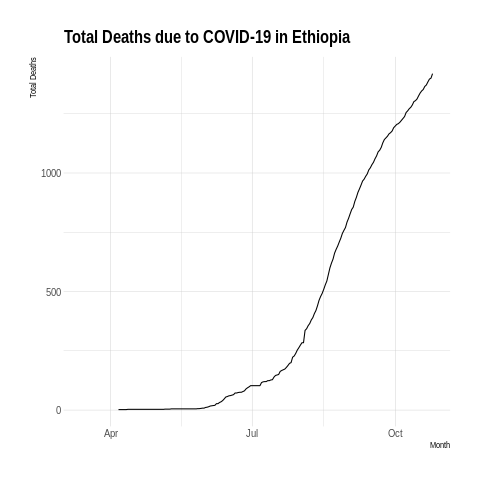 Total Deaths due to COVID-19 in Ethiopia
Total Deaths
1000
500
0
Apr Jul Oct
Month